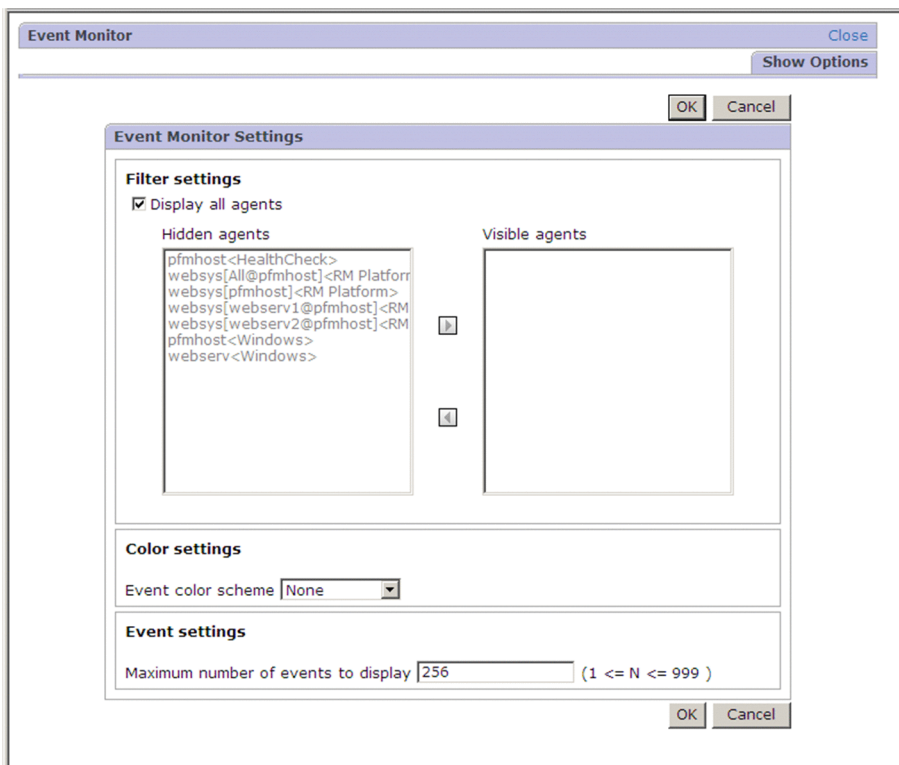 Event Monitor Close
Show Options
OK Cancel
Event Monitor Settings
Filter settings
Display all agents
Hidden agents Visible agents
pfmhost<HealthCheck>
websys[All@pfmhost]<RM Platforr
websys[pfmhost]<RM Platform>
websys[webserv1@pfmhost]<RM
websys[webserv2@pfmhost]<RM
pfmhost<Windows>
webserv<Windows>
Color settings
Event color scheme None
Event settings
Maximum number of events to display 256 (1 <= N <= 999 )
OK Cancel